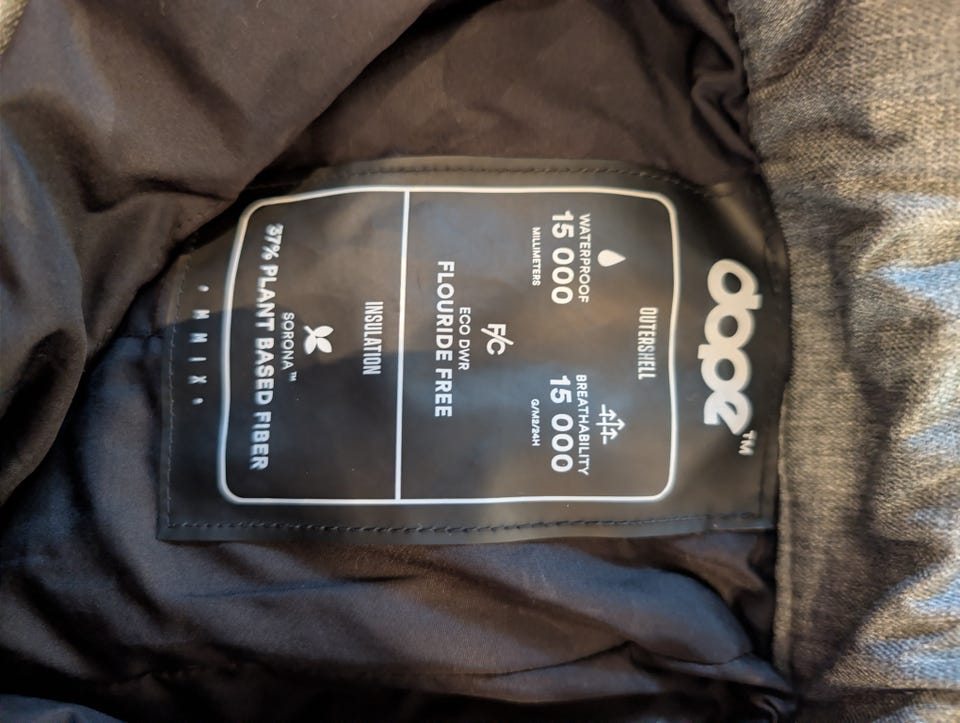 dope™
OUTERSHELL
WATERPROOF
15 000
MILLIMETERS
BREATHABILITY
15 000
G/M2/24H
F/C
ECO DWR
FLOURIDE FREE
INSULATION
SORONA™
37% PLANT BASED FIBER
• M M I X •